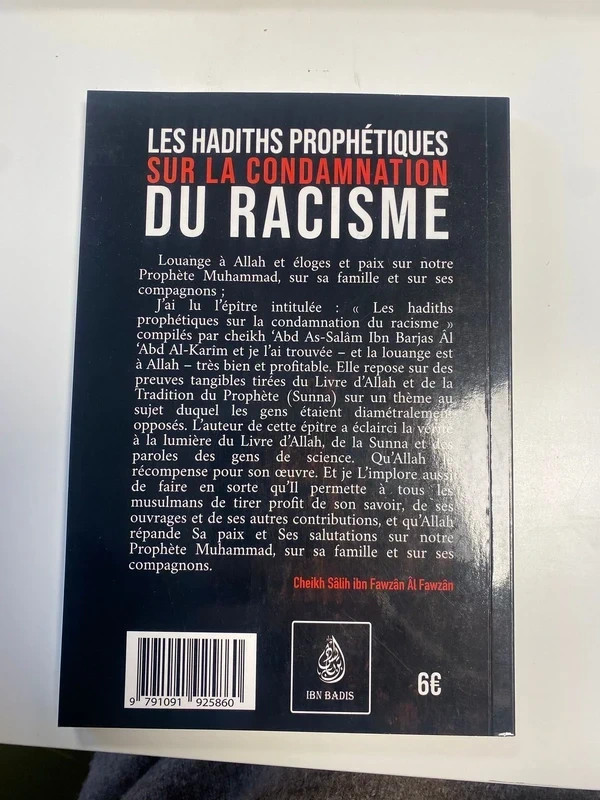 LES HADITHS PROPHÉTIQUES
SUR LA CONDAMNATION
DU RACISME
Louange à Allah et éloges et paix sur notre
Prophète Muhammad, sur sa famille et sur ses
compagnons ;
J'ai lu l'épître intitulée : « Les hadiths
prophétiques sur la condamnation du racisme »
compilés par cheikh 'Abd As-Salâm Ibn Barjas Âl
'Abd Al-Karîm et je l'ai trouvée – et la louange est
à Allah – très bien et profitable. Elle repose sur des
preuves tangibles tirées du Livre d'Allah et de la
Tradition du Prophète (Sunna) sur un thème au
sujet duquel les gens étaient diamétralement
opposés. L'auteur de cette épître a éclairci la vérité
à la lumière du Livre d'Allah, de la Sunna et des
paroles des gens de science. Qu'Allah le
récompense pour son œuvre. Et je L'implore aussi
de faire en sorte qu'Il permette à tous les
musulmans de tirer profit de son savoir, de ses
ouvrages et de ses autres contributions, et qu'Allah
répande Sa paix et Ses salutations sur notre
Prophète Muhammad, sur sa famille et sur ses
compagnons.
Cheikh Sâlih ibn Fawzân Âl Fawzân
9 791091 925860
IBN BADIS
6€